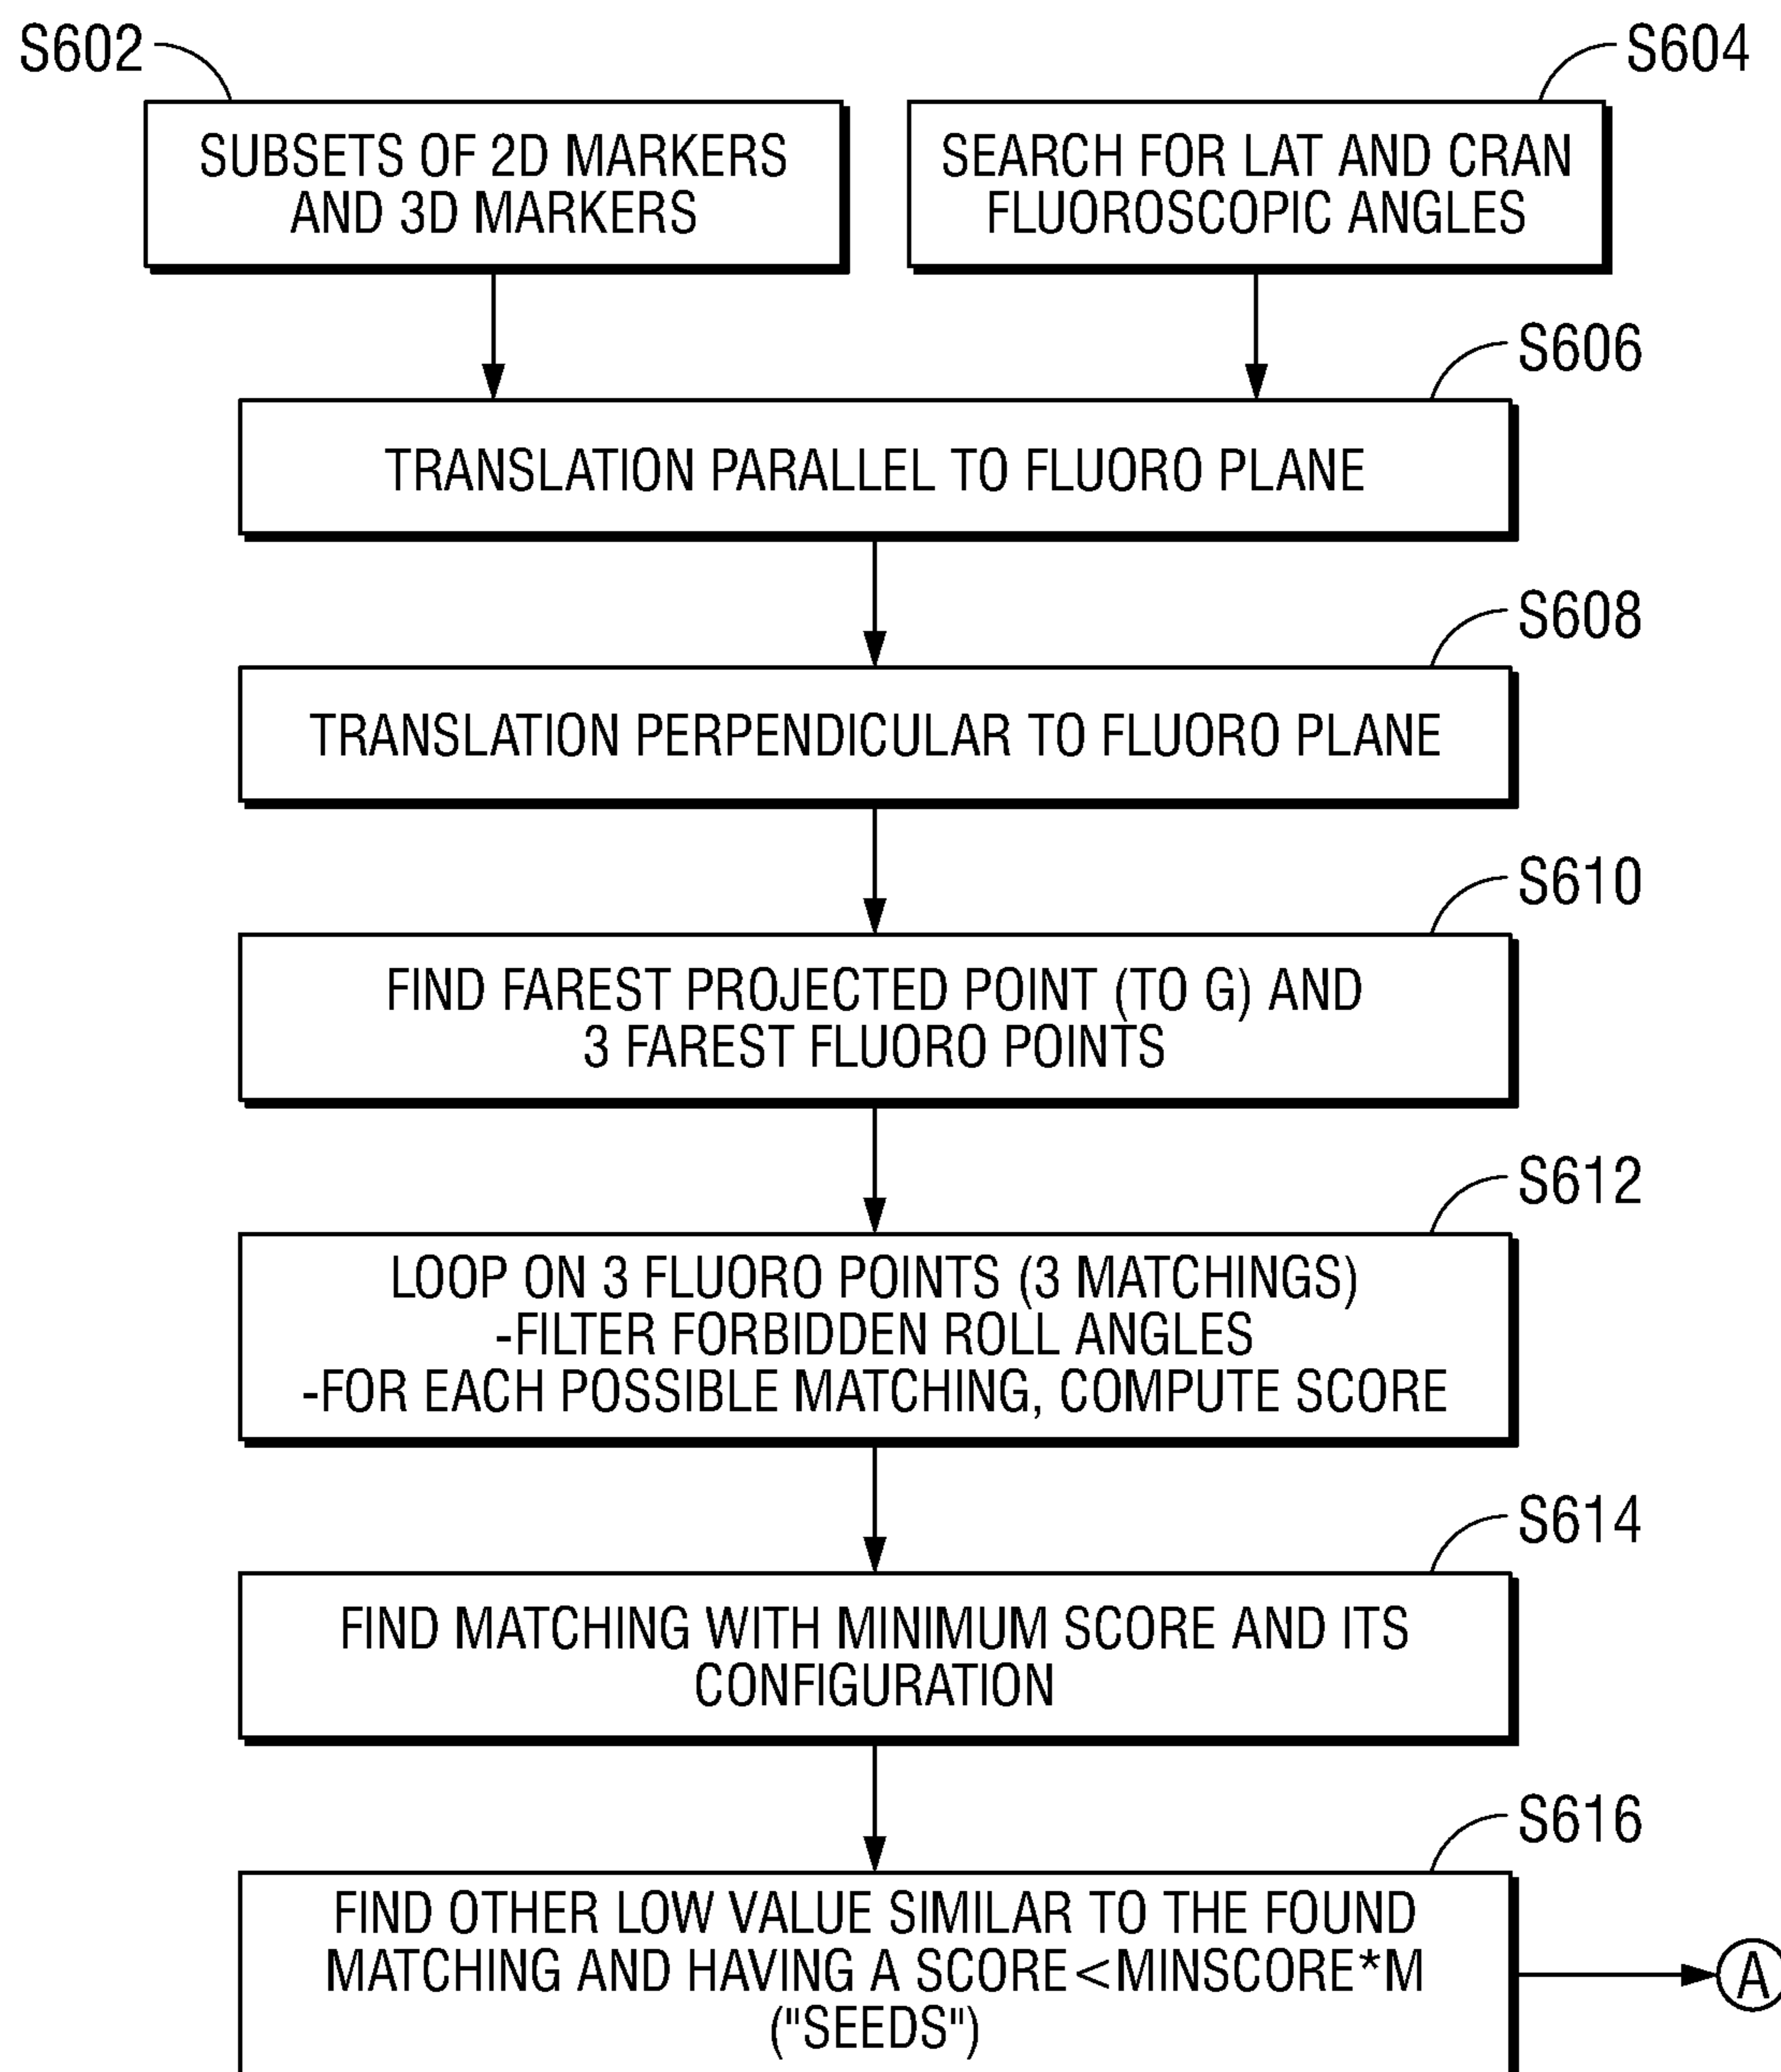 S602
S604
SUBSETS OF 2D MARKERS
AND 3D MARKERS
SEARCH FOR LAT AND CRAN
FLUOROSCOPIC ANGLES
S606
TRANSLATION PARALLEL TO FLUORO PLANE
S608
TRANSLATION PERPENDICULAR TO FLUORO PLANE
S610
FIND FAREST PROJECTED POINT (TO G) AND
3 FAREST FLUORO POINTS
S612
LOOP ON 3 FLUORO POINTS (3 MATCHINGS)
-FILTER FORBIDDEN ROLL ANGLES
-FOR EACH POSSIBLE MATCHING, COMPUTE SCORE
S614
FIND MATCHING WITH MINIMUM SCORE AND ITS
CONFIGURATION
S616
FIND OTHER LOW VALUE SIMILAR TO THE FOUND
MATCHING AND HAVING A SCORE<MINSCORE*M
("SEEDS")
A